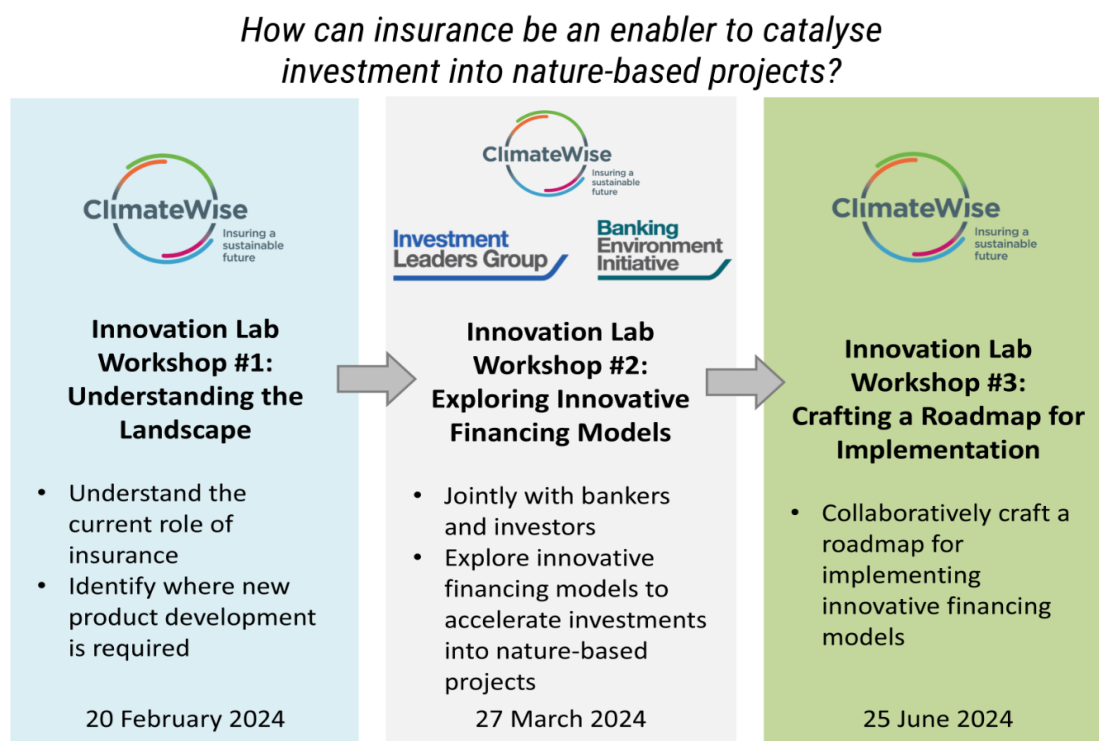 How can insurance be an enabler to catalyse
investment into nature-based projects?
ClimateWise
Insuring a
sustainable
future
Innovation Lab
Workshop #1:
Understanding the
Landscape
• Understand the
current role of
insurance
• Identify where new
product development
is required
20 February 2024
ClimateWise
Insuring a
sustainable
future
Investment
Leaders Group
Banking
Environment
Initiative
Innovation Lab
Workshop #2:
Exploring Innovative
Financing Models
• Jointly with bankers
and investors
• Explore innovative
financing models to
accelerate investments
into nature-based
projects
27 March 2024
ClimateWise
Insuring a
sustainable
future
Innovation Lab
Workshop #3:
Crafting a Roadmap for
Implementation
• Collaboratively craft a
roadmap for
implementing
innovative financing
models
25 June 2024